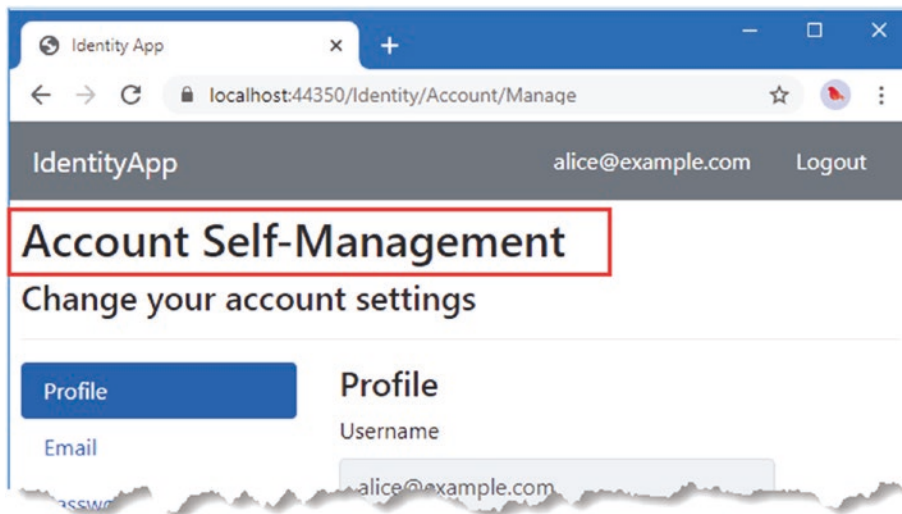 Identity App
localhost:44350/Identity/Account/Manage
IdentityApp alice@example.com Logout
Account Self-Management
Change your account settings
Profile
Email
Profile
Username
alice@example.com